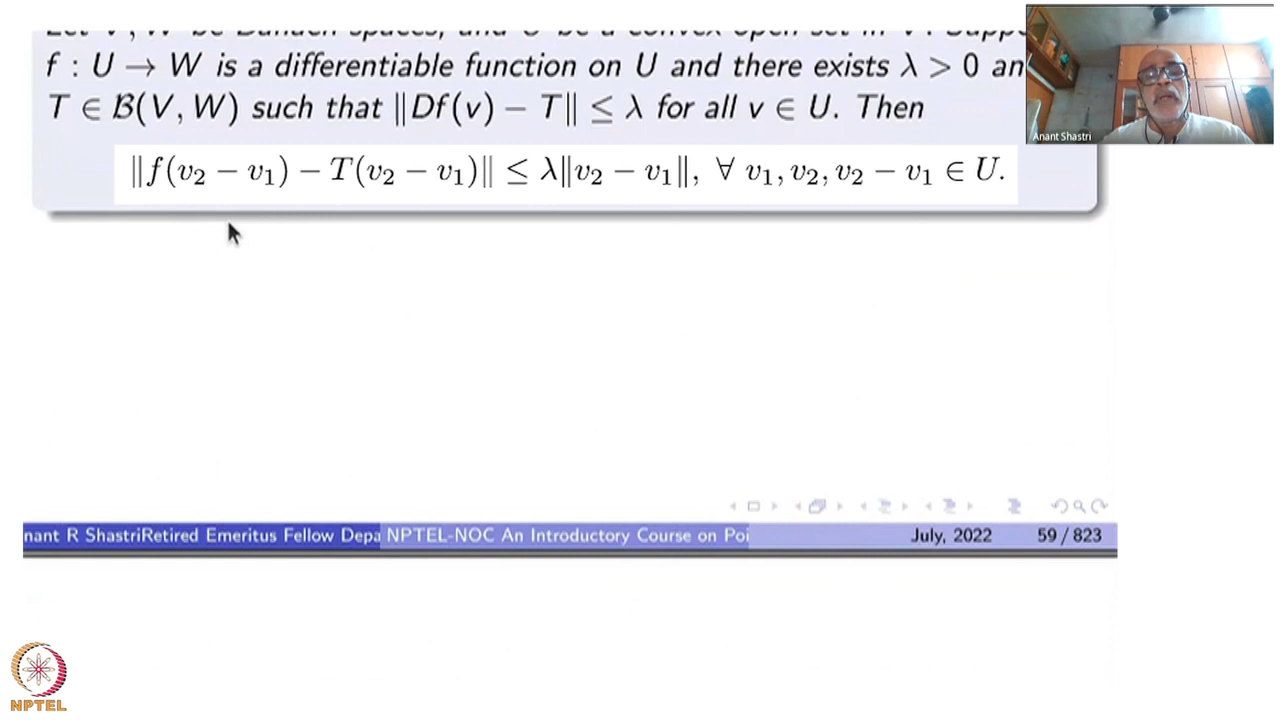 f : U → W is a differentiable function on U and there exists λ > 0 an
T ∈ B(V, W) such that ‖Df(v) − T‖ ≤ λ for all v ∈ U. Then
Anant Shastri
‖f(v₂ − v₁) − T(v₂ − v₁)‖ ≤ λ‖v₂ − v₁‖, ∀ v₁, v₂, v₂ − v₁ ∈ U.
nant R ShastriRetired Emeritus Fellow Depa NPTEL-NOC An Introductory Course on Poi July, 2022 59 / 823
NPTEL